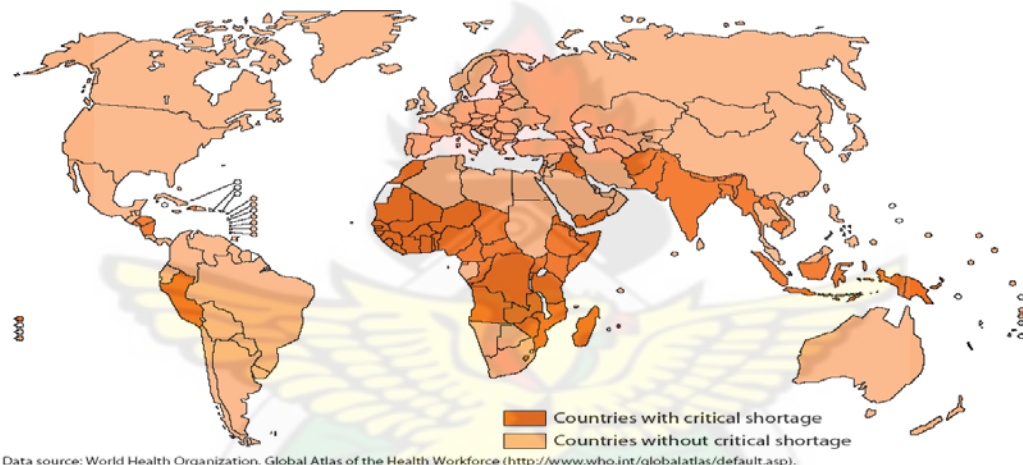 Countries with critical shortage
Countries without critical shortage
Data source: World Health Organization. Global Atlas of the Health Workforce (http://www.who.int/globalatlas/default.asp).